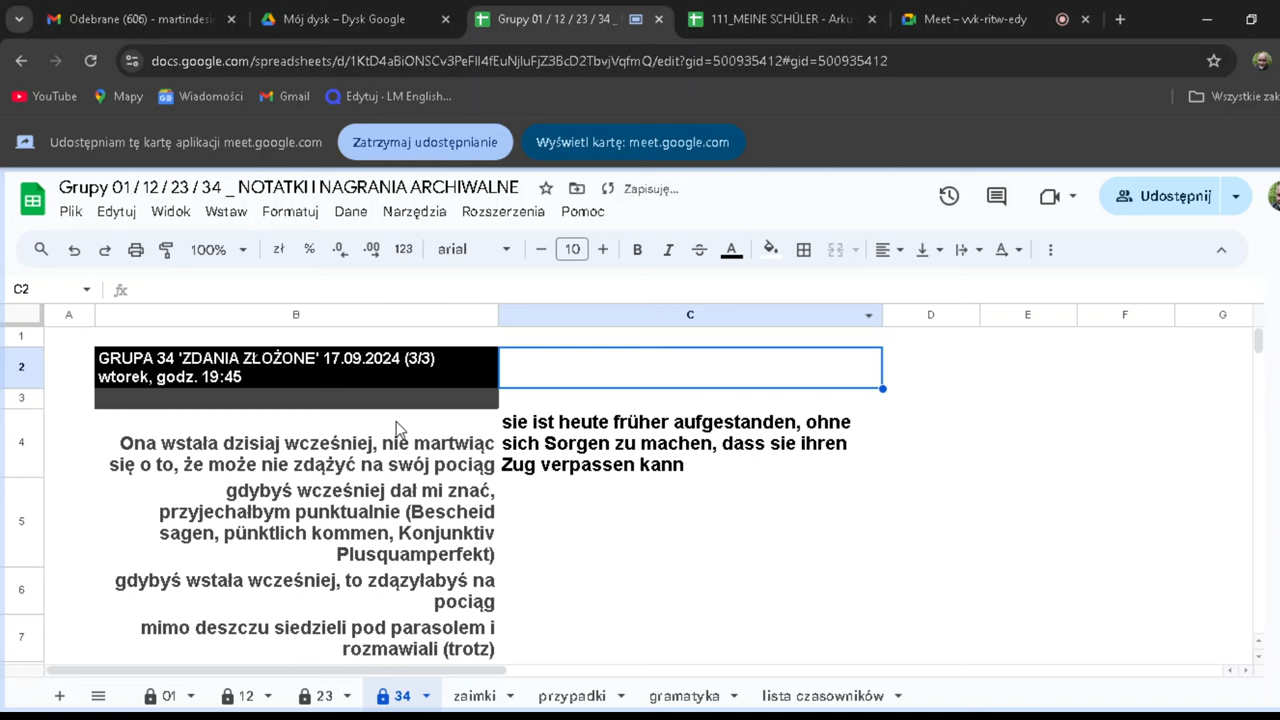 Odebrane (606) - martindesi
Mój dysk – Dysk Google
Grupy 01 / 12 / 23 / 34 _
111_MEINE SCHÜLER - Arku
Meet – vvk-ritw-edy
docs.google.com/spreadsheets/d/1KtD4aBiONSCv3PeFlI4fEuNjluFjZ3BcD2TbvjVqfmQ/edit?gid=500935412#gid=500935412
YouTube
Mapy
Wiadomości
Gmail
Edytuj · LM English...
Wszystkie zak
Udostępniam tę kartę aplikacji meet.google.com
Zatrzymaj udostępnianie
Wyświetl kartę: meet.google.com
Grupy 01 / 12 / 23 / 34 _ NOTATKI I NAGRANIA ARCHIWALNE
Zapisuję...
Udostępnij
Plik Edytuj Widok Wstaw Formatuj Dane Narzędzia Rozszerzenia Pomoc
100% zł % .0 .00 123 arial 10 B I S A
C2 fx
A B C D E F G
1
2
GRUPA 34 'ZDANIA ZŁOŻONE' 17.09.2024 (3/3)
wtorek, godz. 19:45
3
4
Ona wstała dzisiaj wcześniej, nie martwiąc
się o to, że może nie zdążyć na swój pociąg
sie ist heute früher aufgestanden, ohne
sich Sorgen zu machen, dass sie ihren
Zug verpassen kann
5
gdybyś wcześniej dał mi znać,
przyjechałbym punktualnie (Bescheid
sagen, pünktlich kommen, Konjunktiv
Plusquamperfekt)
6
gdybyś wstała wcześniej, to zdązyłabyś na
pociąg
7
mimo deszczu siedzieli pod parasolem i
rozmawiali (trotz)
01 12 23 34 zaimki przypadki gramatyka lista czasowników